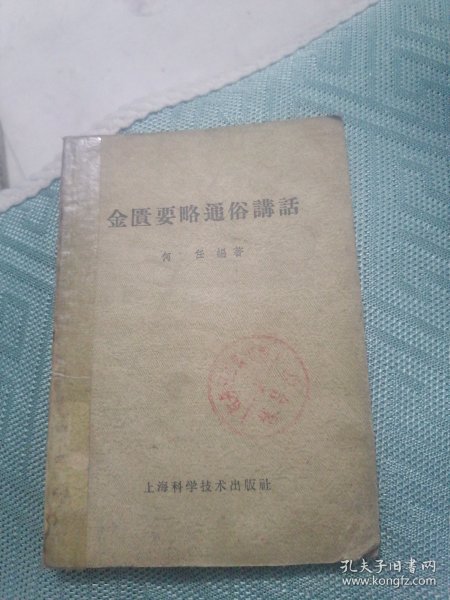 金匱要略通俗講話
何 任 編著
上海科学技术出版社
孔夫子旧书网
www.kongfz.com